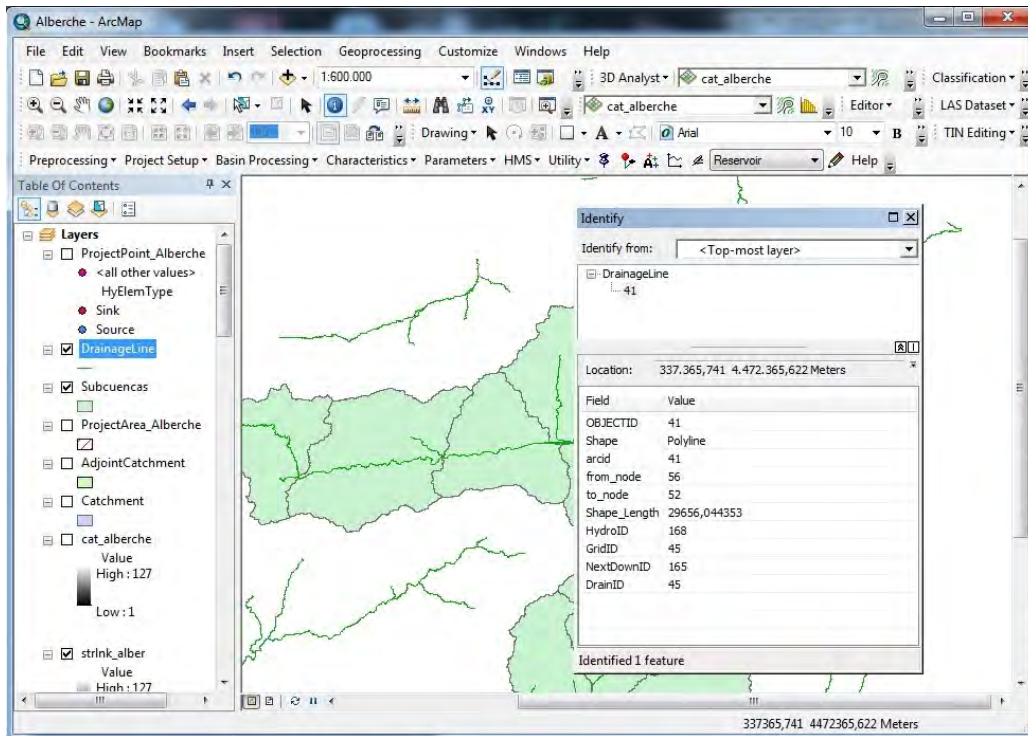 Alberche - ArcMap
File Edit View Bookmarks Insert Selection Geoprocessing Customize Windows Help
1:600.000 3D Analyst cat_alberche Classification
cat_alberche Editor LAS Dataset
Drawing A Arial 10 B TIN Editing
Preprocessing Project Setup Basin Processing Characteristics Parameters HMS Utility Reservoir Help
Table Of Contents
Layers
ProjectPoint_Alberche
<all other values>
HyElemType
Sink
Source
DrainageLine
Subcuencas
ProjectArea_Alberche
AdjointCatchment
Catchment
cat_alberche
Value
High : 127
Low : 1
strlnk_alber
Value
High : 127
Identify
Identify from: <Top-most layer>
DrainageLine
41
Location: 337.365,741 4.472.365,622 Meters
Field Value
OBJECTID 41
Shape Polyline
arcid 41
from_node 56
to_node 52
Shape_Length 29656,044353
HydroID 168
GridID 45
NextDownID 165
DrainID 45
Identified 1 feature
337365,741 4472365,622 Meters